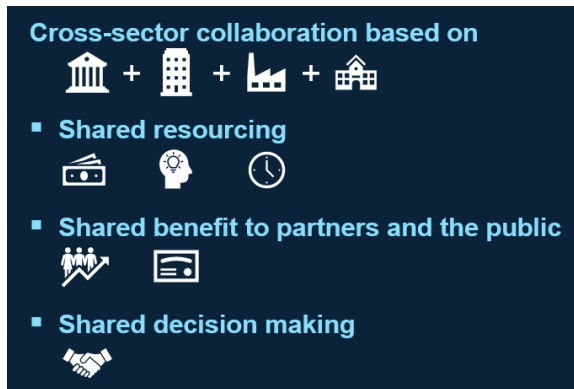 Cross-sector collaboration based on
+ + +
▪ Shared resourcing
▪ Shared benefit to partners and the public
▪ Shared decision making